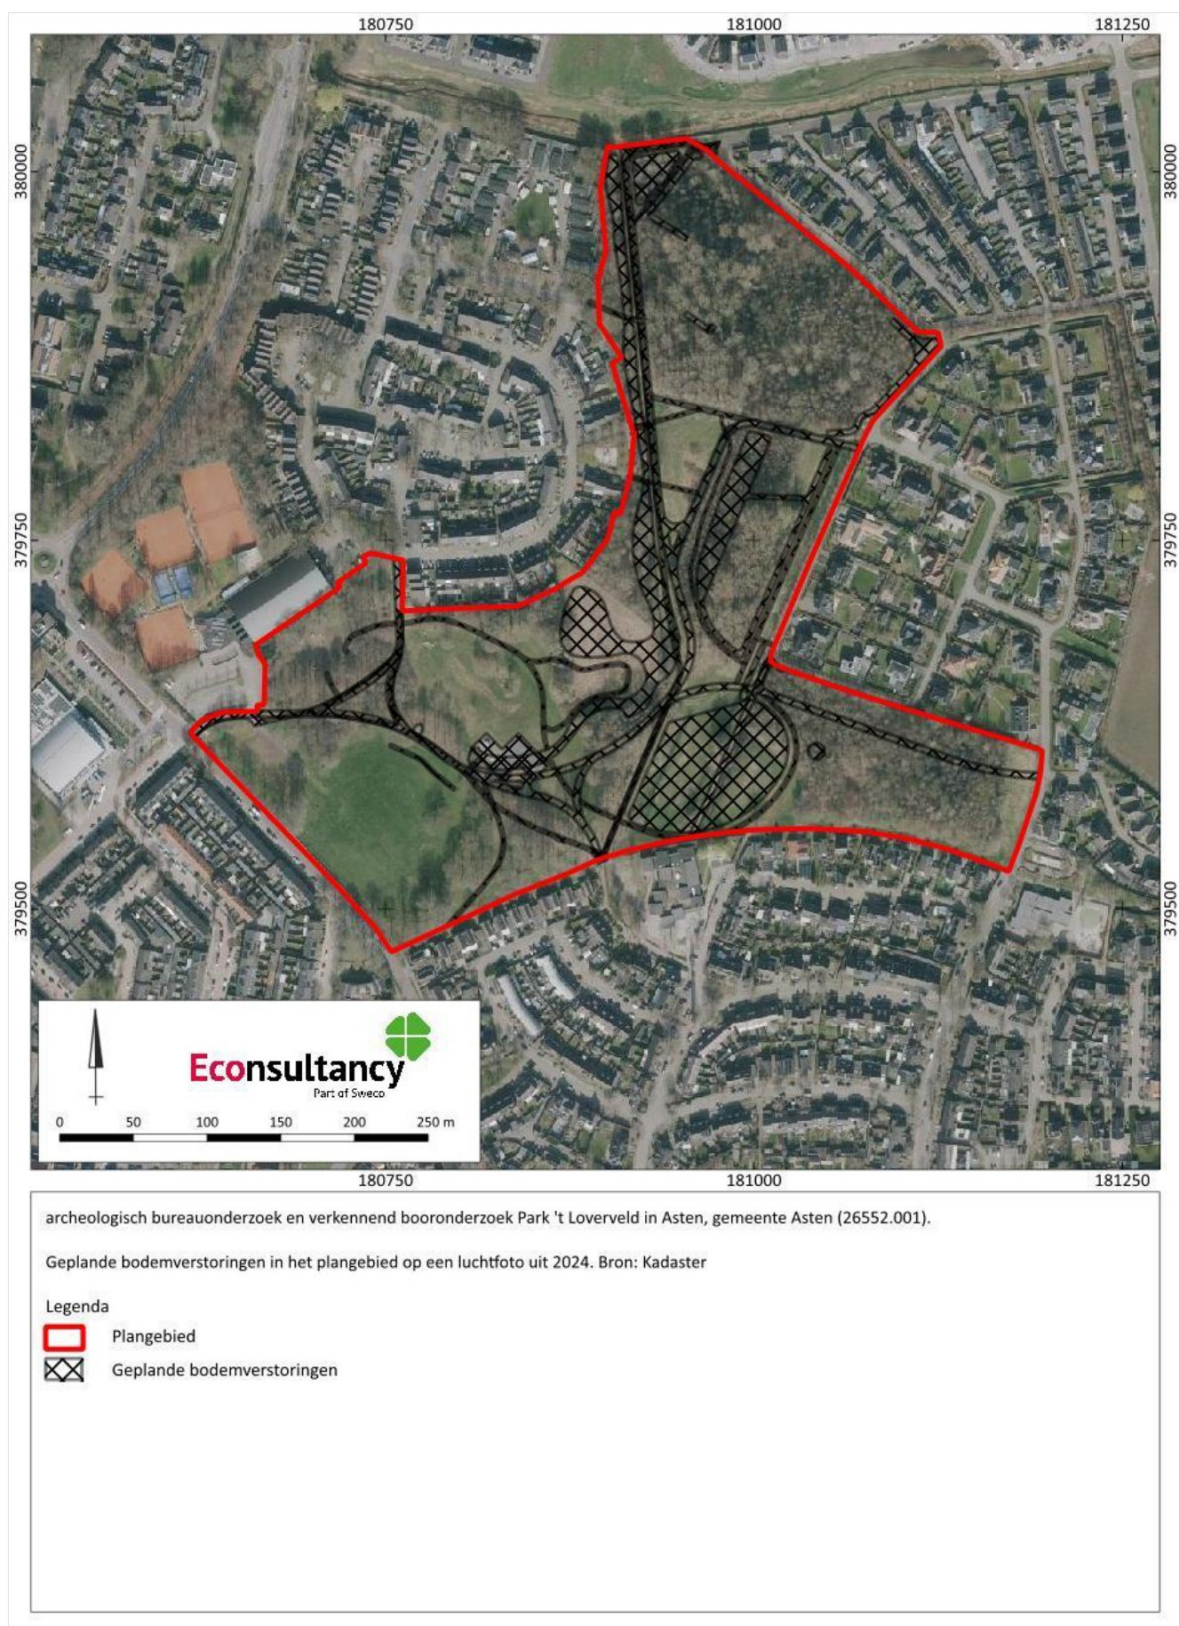 180750 181000 181250
380000 380000
379750 379750
379500 379500
Econsultancy
Part of Sweco
0 50 100 150 200 250 m
180750 181000 181250
archeologisch bureauonderzoek en verkennend booronderzoek Park 't Loverveld in Asten, gemeente Asten (26552.001).
Geplande bodemverstoringen in het plangebied op een luchtfoto uit 2024. Bron: Kadaster
Legenda
Plangebied
Geplande bodemverstoringen